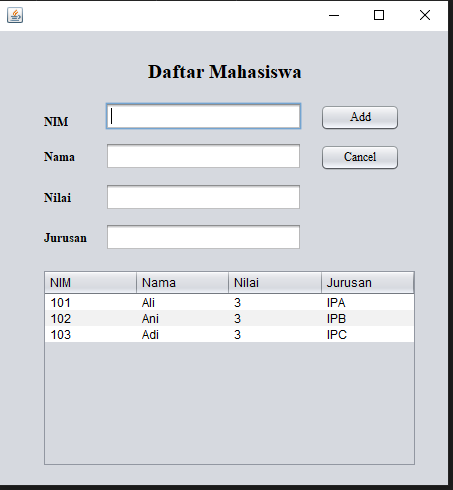 Daftar Mahasiswa
NIM
Add
Nama
Cancel
Nilai
Jurusan
NIM Nama Nilai Jurusan
101 Ali 3 IPA
102 Ani 3 IPB
103 Adi 3 IPC